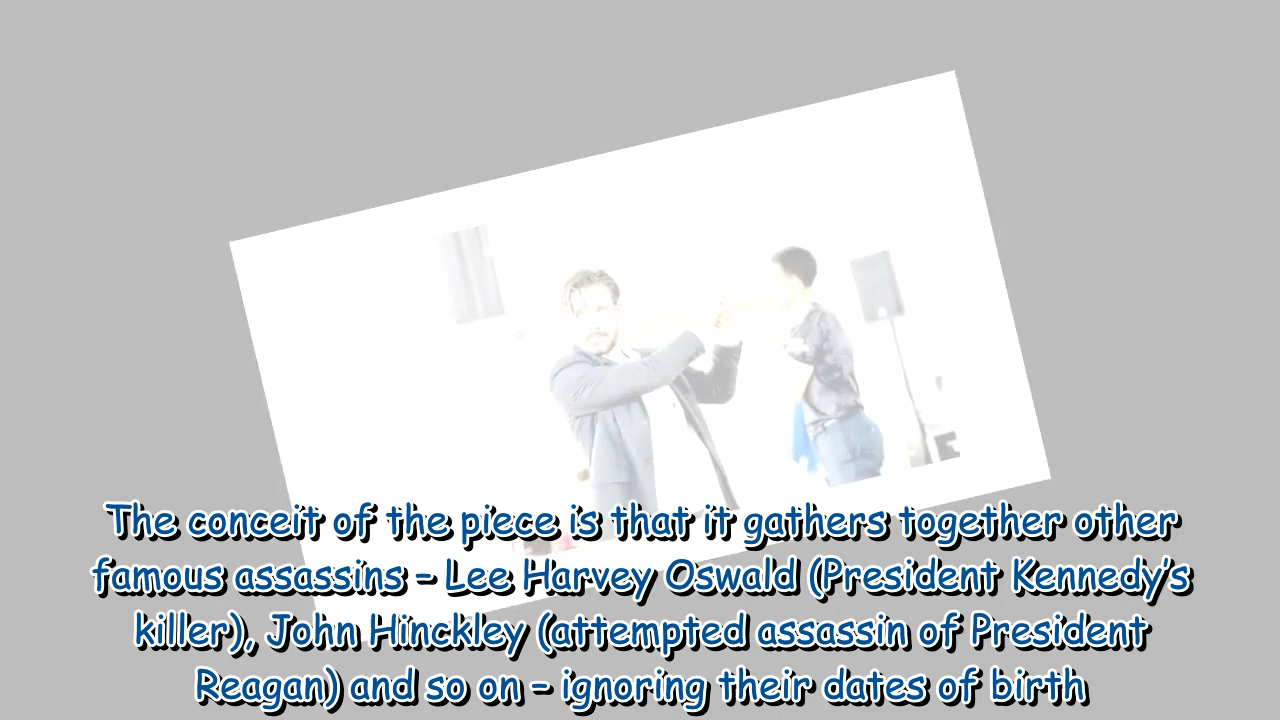 The conceit of the piece is that it gathers together other
famous assassins – Lee Harvey Oswald (President Kennedy’s
killer), John Hinckley (attempted assassin of President
Reagan) and so on – ignoring their dates of birth